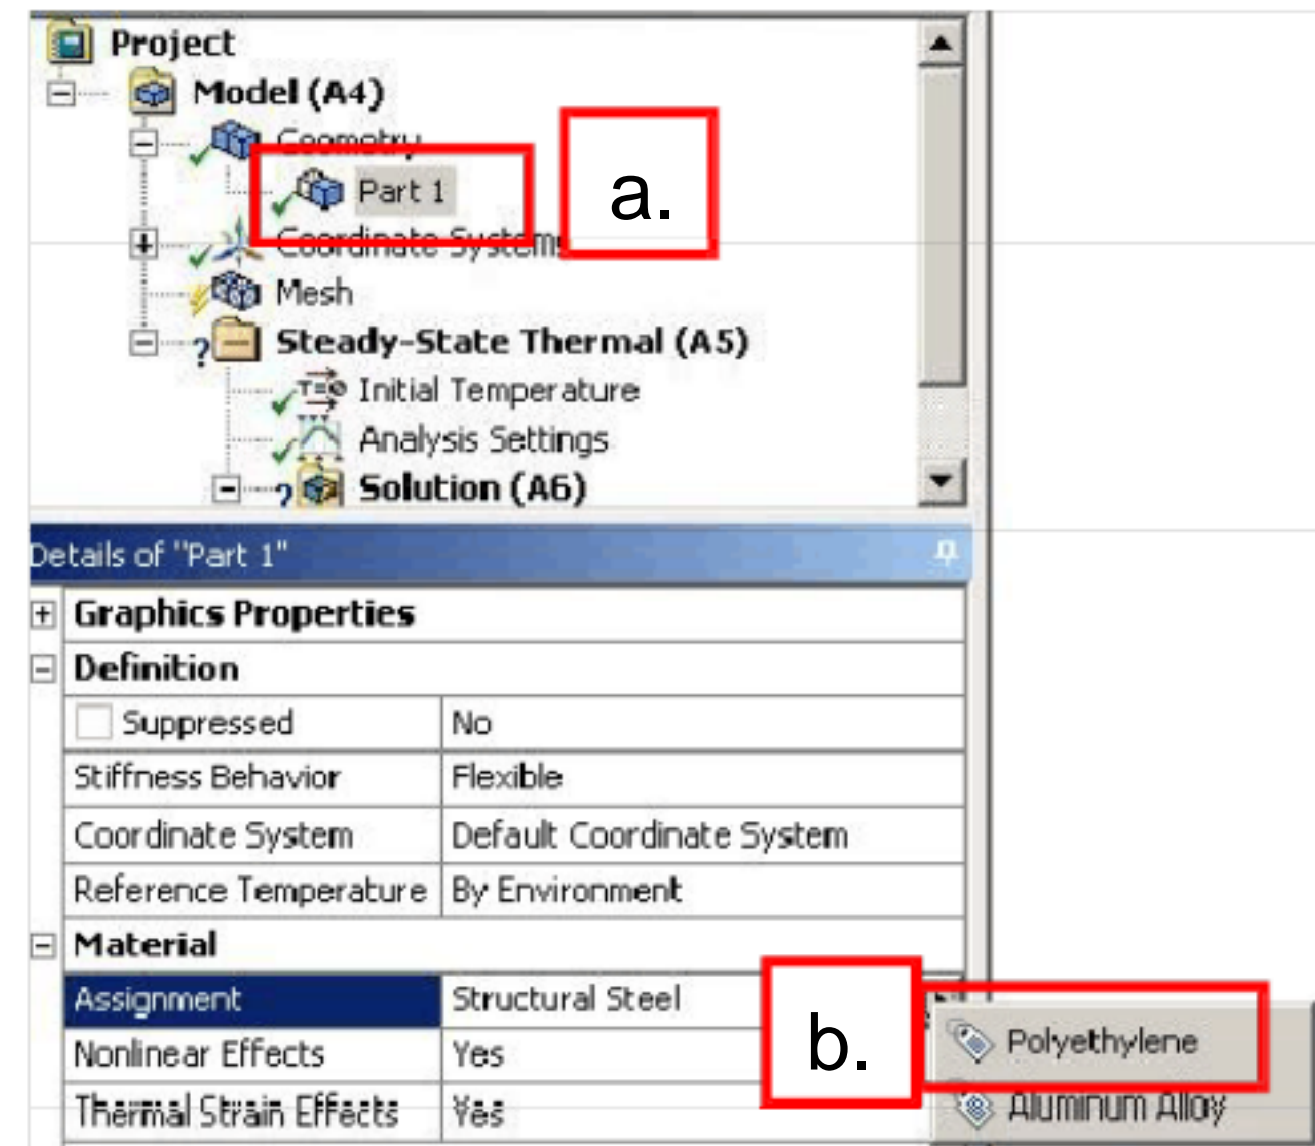 Project
Model (A4)
Geometry
Part 1
a.
Coordinate Systems
Mesh
Steady-State Thermal (A5)
T=0 Initial Temperature
Analysis Settings
Solution (A6)
Details of "Part 1"
Graphics Properties
Definition
Suppressed No
Stiffness Behavior Flexible
Coordinate System Default Coordinate System
Reference Temperature By Environment
Material
Assignment Structural Steel
b.
Polyethylene
Nonlinear Effects Yes
Thermal Strain Effects Yes
Aluminum Alloy